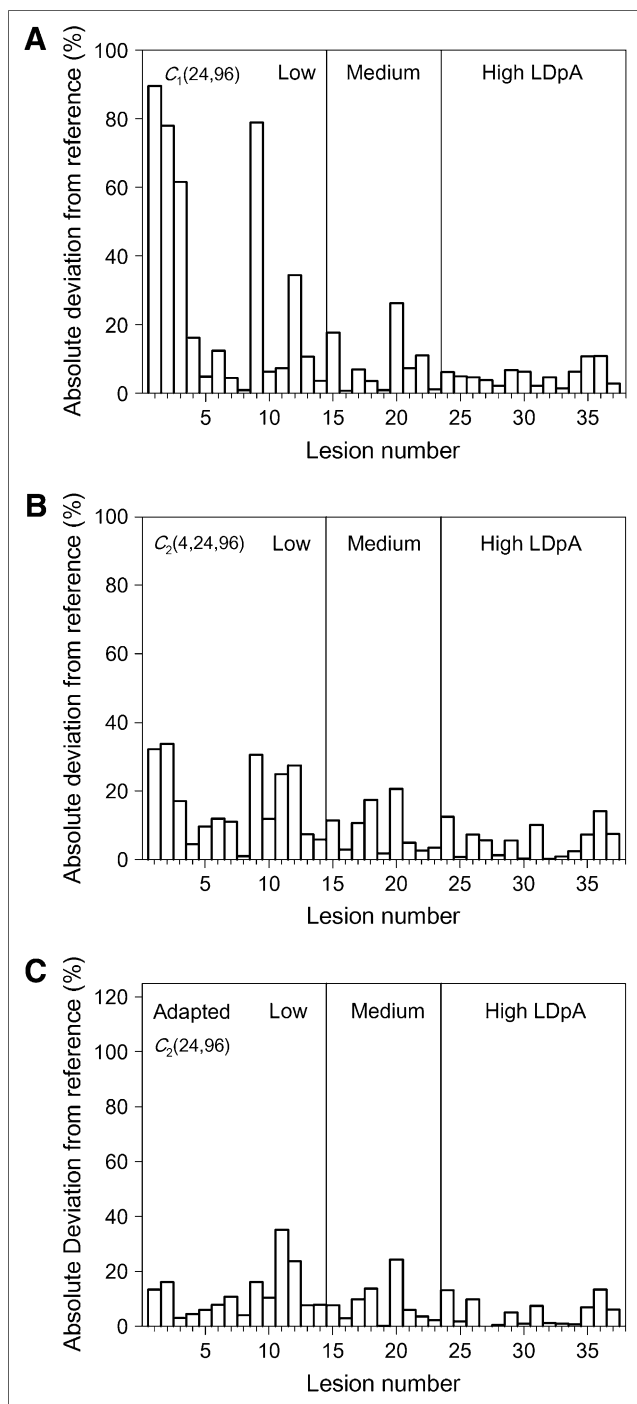 A
Absolute deviation from reference (%)
100
80
60
40
20
0
C1(24,96) Low Medium High LDpA
5 10 15 20 25 30 35
Lesion number
B
Absolute deviation from reference (%)
100
80
60
40
20
0
C2(4,24,96) Low Medium High LDpA
5 10 15 20 25 30 35
Lesion number
C
Absolute Deviation from reference (%)
120
100
80
60
40
20
0
Adapted Low Medium High LDpA
C2(24,96)
5 10 15 20 25 30 35
Lesion number